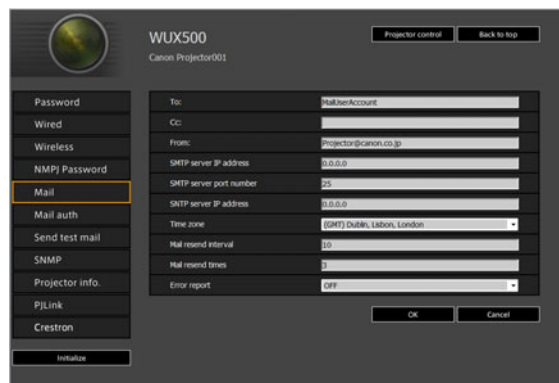 WUX500
Canon Projector001
Projector control
Back to top
Password
Wired
Wireless
NMPJ Password
Mail
Mail auth
Send test mail
SNMP
Projector info.
PJLink
Crestron
Initialize
To: MailUserAccount
Cc:
From: Projector@canon.co.jp
SMTP server IP address 0.0.0.0
SMTP server port number 25
SNTP server IP address 0.0.0.0
Time zone (GMT) Dublin, Lisbon, London
Mail resend interval 10
Mail resend times 3
Error report OFF
OK Cancel